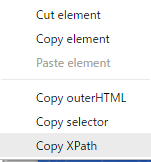 Cut element
Copy element
Paste element
Copy outerHTML
Copy selector
Copy XPath